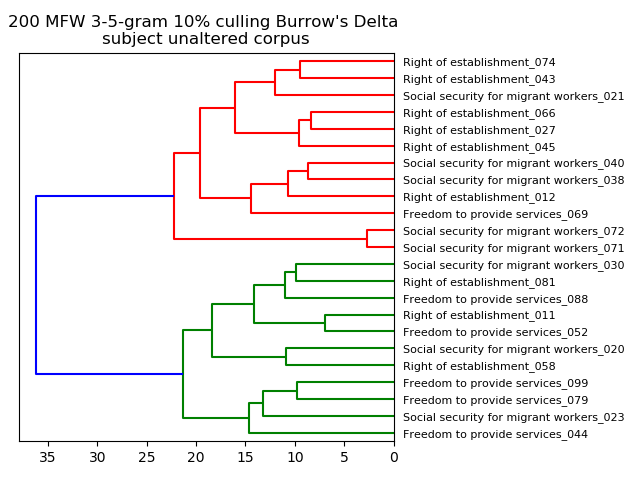 200 MFW 3-5-gram 10% culling Burrow's Delta
subject unaltered corpus
Right of establishment_074
Right of establishment_043
Social security for migrant workers_021
Right of establishment_066
Right of establishment_027
Right of establishment_045
Social security for migrant workers_040
Social security for migrant workers_038
Right of establishment_012
Freedom to provide services_069
Social security for migrant workers_072
Social security for migrant workers_071
Social security for migrant workers_030
Right of establishment_081
Freedom to provide services_088
Right of establishment_011
Freedom to provide services_052
Social security for migrant workers_020
Right of establishment_058
Freedom to provide services_099
Freedom to provide services_079
Social security for migrant workers_023
Freedom to provide services_044
35 30 25 20 15 10 5 0